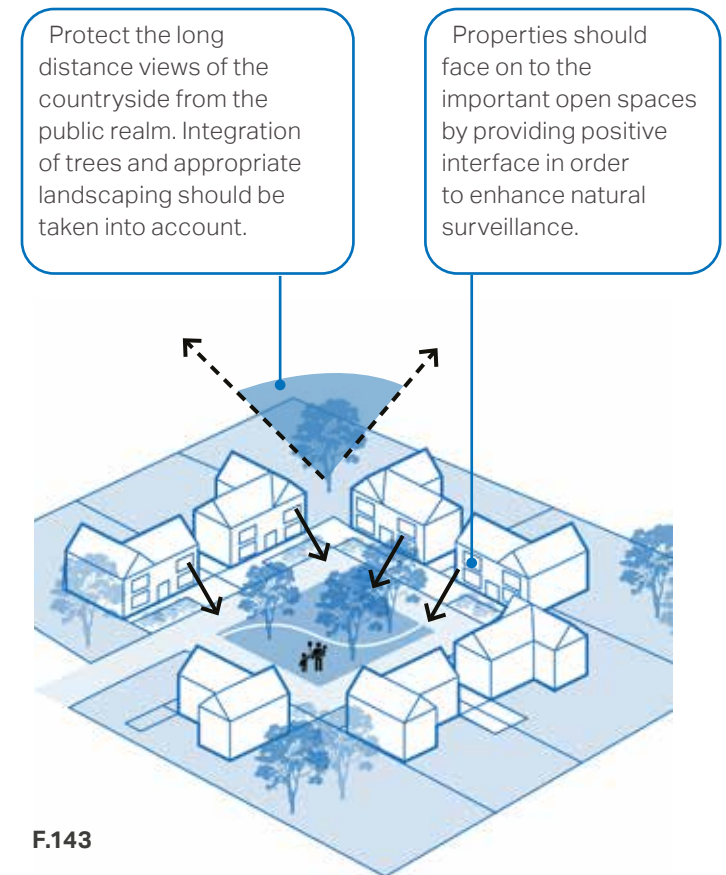 Protect the long
distance views of the
countryside from the
public realm. Integration
of trees and appropriate
landscaping should be
taken into account.
Properties should
face on to the
important open spaces
by providing positive
interface in order
to enhance natural
surveillance.
F.143